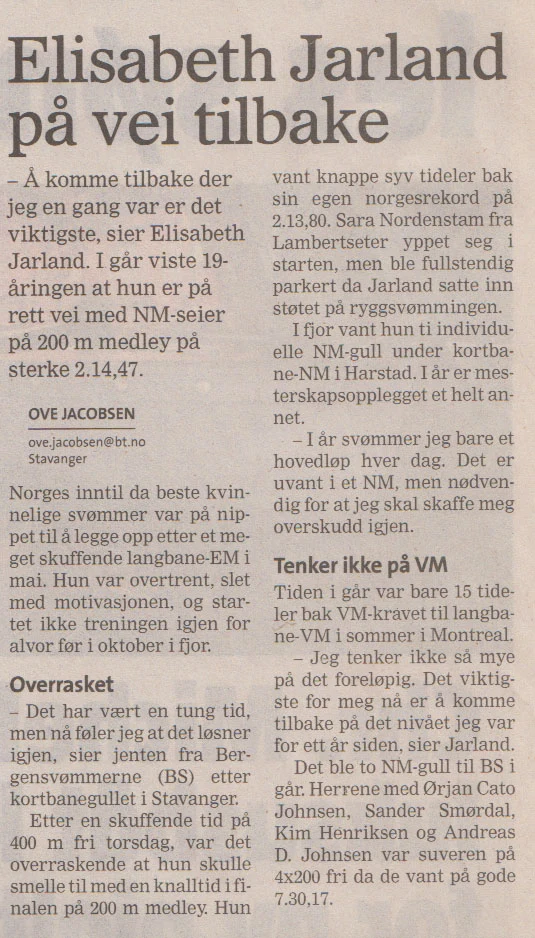 Elisabeth Jarland
på vei tilbake
– Å komme tilbake der
jeg en gang var er det
viktigste, sier Elisabeth
Jarland. I går viste 19-
åringen at hun er på
rett vei med NM-seier
på 200 m medley på
sterke 2.14,47.
OVE JACOBSEN
ove.jacobsen@bt.no
Stavanger
Norges inntil da beste kvin-
nelige svømmer var på nip-
pet til å legge opp etter et me-
get skuffende langbane-EM i
mai. Hun var overtrent, slet
med motivasjonen, og star-
tet ikke treningen igjen for
alvor før i oktober i fjor.
Overrasket
– Det har vært en tung tid,
men nå føler jeg at det løsner
igjen, sier jenten fra Ber-
gensvømmerne (BS) etter
kortbanegullet i Stavanger.
Etter en skuffende tid på
400 m fri torsdag, var det
overraskende at hun skulle
smelle til med en knalltid i fi-
nalen på 200 m medley. Hun
vant knappe syv tideler bak
sin egen norgesrekord på
2.13,80. Sara Nordenstam fra
Lambertseter yppet seg i
starten, men ble fullstendig
parkert da Jarland satte inn
støtet på ryggsvømmingen.
I fjor vant hun ti individu-
elle NM-gull under kortba-
ne-NM i Harstad. I år er mes-
terskapsopplegget et helt an-
net.
– I år svømmer jeg bare et
hovedløp hver dag. Det er
uvant i et NM, men nødven-
dig for at jeg skal skaffe meg
overskudd igjen.
Tenker ikke på VM
Tiden i går var bare 15 tide-
ler bak VM-kravet til langba-
ne-VM i sommer i Montreal.
– Jeg tenker ikke så mye
på det foreløpig. Det viktig-
ste for meg nå er å komme
tilbake på det nivået jeg var
for ett år siden, sier Jarland.
Det ble to NM-gull til BS i
går. Herrene med Ørjan Cato
Johnsen, Sander Smørdal,
Kim Henriksen og Andreas
D. Johnsen var suveren på
4x200 fri da de vant på gode
7.30,17.